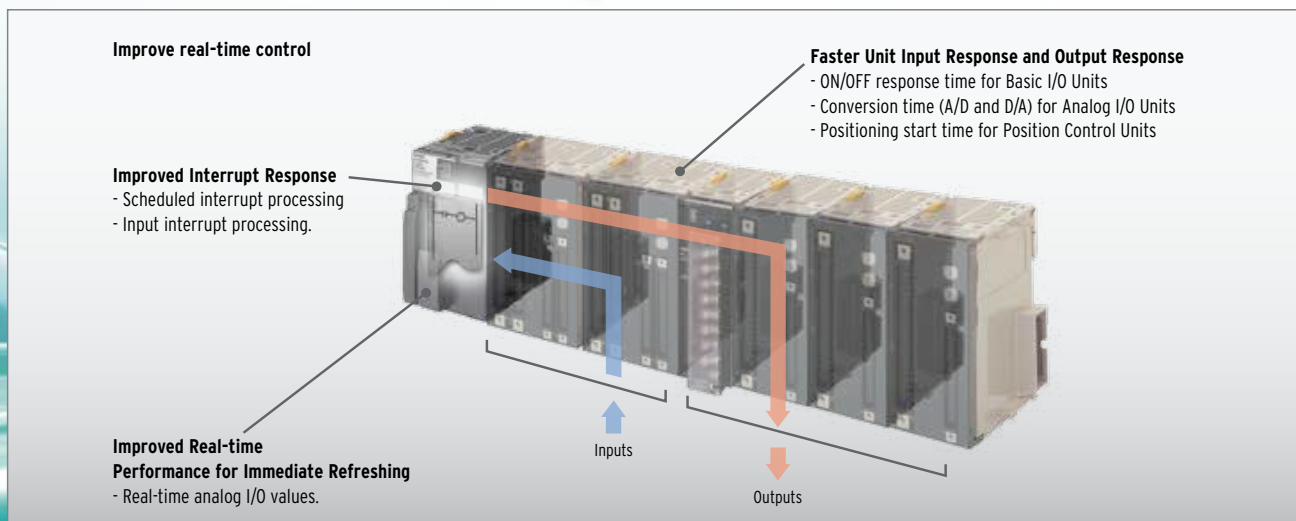 Improve real-time control
Faster Unit Input Response and Output Response
- ON/OFF response time for Basic I/O Units
- Conversion time (A/D and D/A) for Analog I/O Units
- Positioning start time for Position Control Units
Improved Interrupt Response
- Scheduled interrupt processing
- Input interrupt processing.
Improved Real-time
Performance for Immediate Refreshing
- Real-time analog I/O values.
Inputs
Outputs